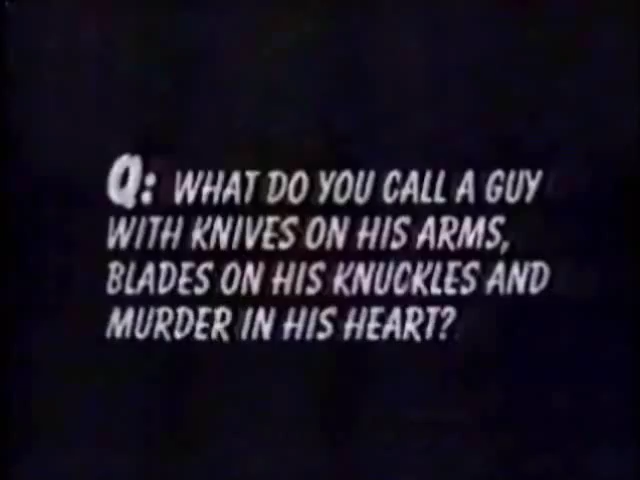 Q: WHAT DO YOU CALL A GUY
WITH KNIVES ON HIS ARMS,
BLADES ON HIS KNUCKLES AND
MURDER IN HIS HEART?